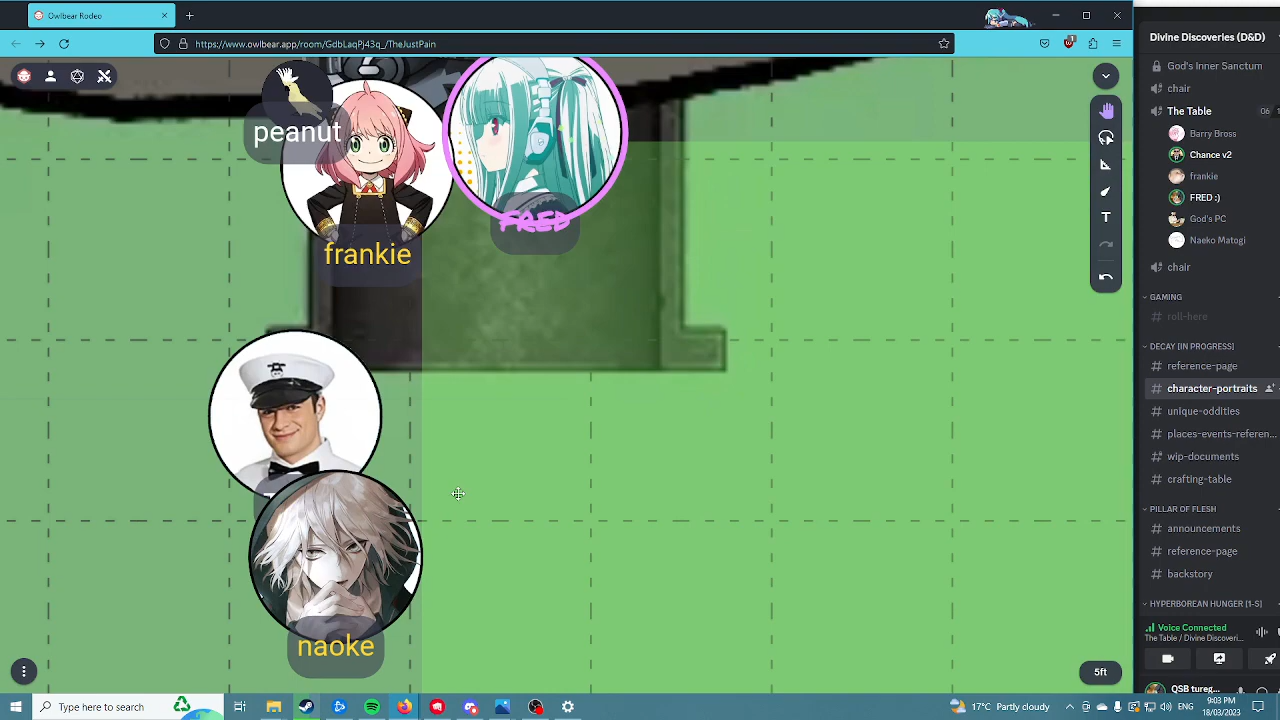 Owlbear Rodeo
https://www.owlbear.app/room/GdbLaqPj43q_/TheJustPain
peanut
frankie
FRED
naoke
5ft
Divine Discoveries (D&D)
God's Inner Sanctum
chair
The Table
06
Barry Bross
Chance v2
frankie
FRED :)
God's PC
Naeko Matogi
chair
GAMING
roll-here
DECAY [IN PROGRESS]
reference-page
character-portraits
unique-oddities
places-events-referen...
wip-documents
crafting-table
PILLAR OF FLESH
announcements
reference-page
backstory
HYPERBOREAN HUNGER [1-S]
Voice Connected
The Table / Divine Discoveri...
QSB tureg...
Type here to search
17°C Partly cloudy
ENG
9:03 PM
18/03/2023